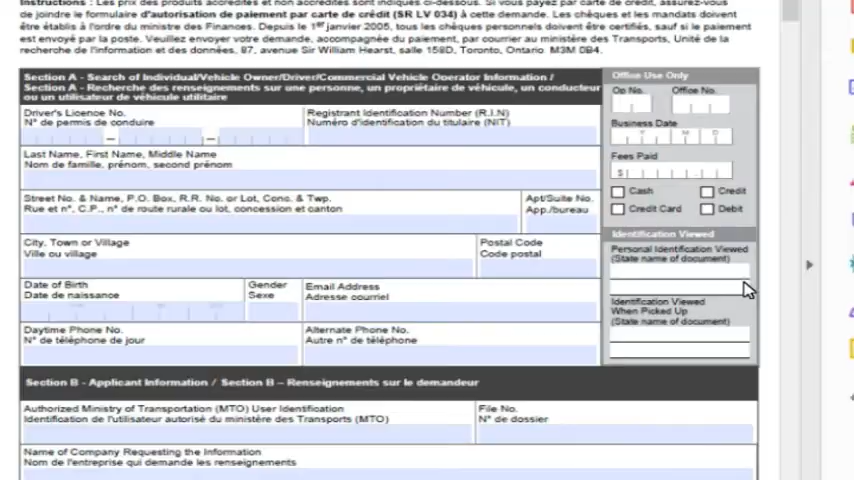 Instructions : Les prix des produits accrédités et non accrédités sont indiqués ci-dessous. Si vous payez par carte de crédit, assurez-vous
de joindre le formulaire d'autorisation de paiement par carte de crédit (SR LV 034) à cette demande. Les chèques et les mandats doivent
être établis à l'ordre du ministre des Finances. Depuis le 1er janvier 2005, tous les chèques personnels doivent être certifiés, sauf si le paiement
est envoyé par la poste. Veuillez envoyer votre demande, accompagnée du paiement, par courrier au ministère des Transports, Unité de la
recherche de l'information et des données, 87, avenue Sir William Hearst, salle 158D, Toronto, Ontario M3M 0B4.
Section A - Search of Individual/Vehicle Owner/Driver/Commercial Vehicle Operator Information /
Section A - Recherche des renseignements sur une personne, un propriétaire de véhicule, un conducteur
ou un utilisateur de véhicule utilitaire
Office Use Only
Op No. Office No.
Business Date
Y M D
Fees Paid
$
Cash Credit
Credit Card Debit
Identification Viewed
Personal Identification Viewed
(State name of document)
Identification Viewed
When Picked Up
(State name of document)
Driver's Licence No.
N° de permis de conduire
Registrant Identification Number (R.I.N)
Numéro d'identification du titulaire (NIT)
Last Name, First Name, Middle Name
Nom de famille, prénom, second prénom
Street No. & Name, P.O. Box, R.R. No. or Lot, Conc. & Twp.
Rue et n°, C.P., n° de route rurale ou lot, concession et canton
Apt/Suite No.
App./bureau
City, Town or Village
Ville ou village
Postal Code
Code postal
Date of Birth
Date de naissance
Gender
Sexe
Email Address
Adresse courriel
Daytime Phone No.
N° de téléphone de jour
Alternate Phone No.
Autre n° de téléphone
Section B - Applicant Information / Section B – Renseignements sur le demandeur
Authorized Ministry of Transportation (MTO) User Identification
Identification de l'utilisateur autorisé du ministère des Transports (MTO)
File No.
N° de dossier
Name of Company Requesting the Information
Nom de l'entreprise qui demande les renseignements